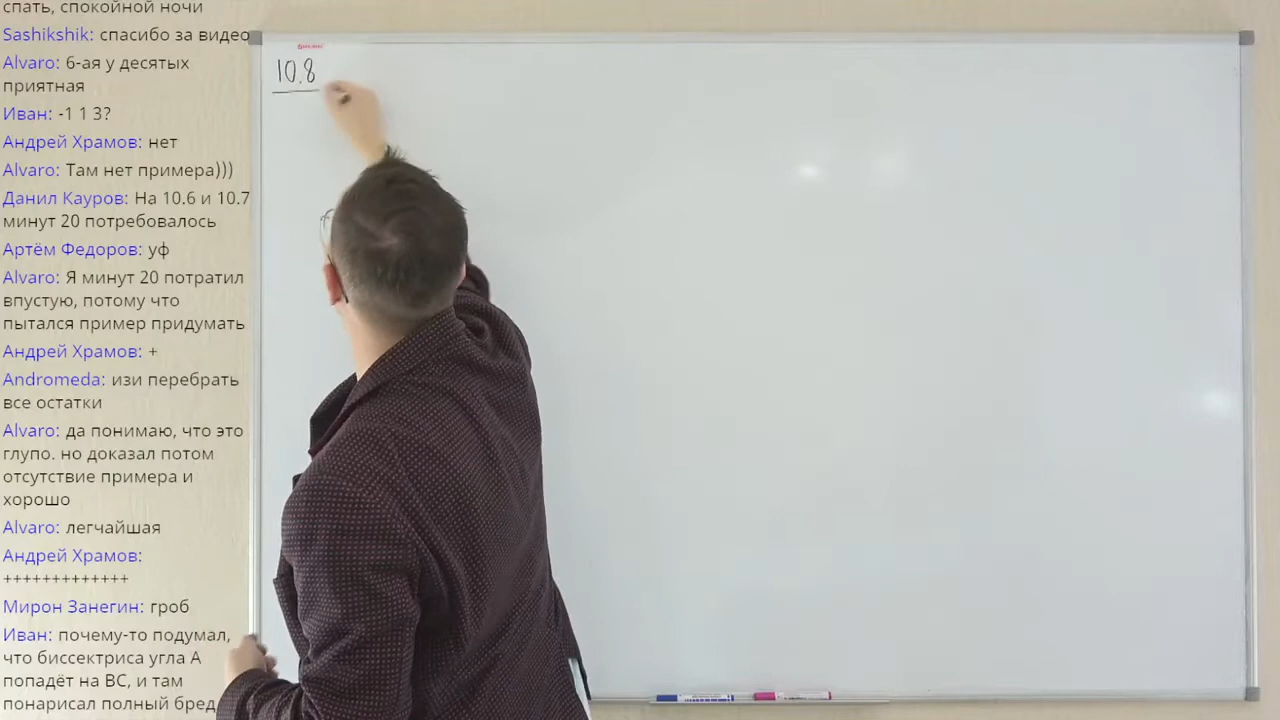 спать, спокойной ночи
Sashikshik: спасибо за видео
Alvaro: 6-ая у десятых
приятная
Иван: -1 1 3?
Андрей Храмов: нет
Alvaro: Там нет примера)))
Данил Кауров: На 10.6 и 10.7
минут 20 потребовалось
Артём Федоров: уф
Alvaro: Я минут 20 потратил
впустую, потому что
пытался пример придумать
Андрей Храмов: +
Andromeda: изи перебрать
все остатки
Alvaro: да понимаю, что это
глупо. но доказал потом
отсутствие примера и
хорошо
Alvaro: легчайшая
Андрей Храмов:
+++++++++++++
Мирон Занегин: гроб
Иван: почему-то подумал,
что биссектриса угла А
попадёт на ВС, и там
понарисал полный бред
10.8